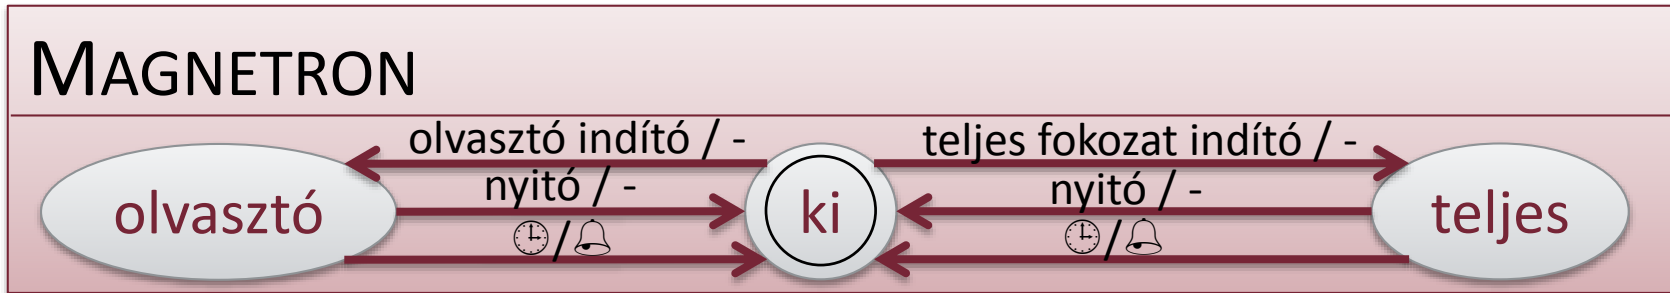 MAGNETRON
olvasztó indító / - teljes fokozat indító / -
nyitó / - nyitó / -
olvasztó ki teljes
🕒/🔔 🕒/🔔